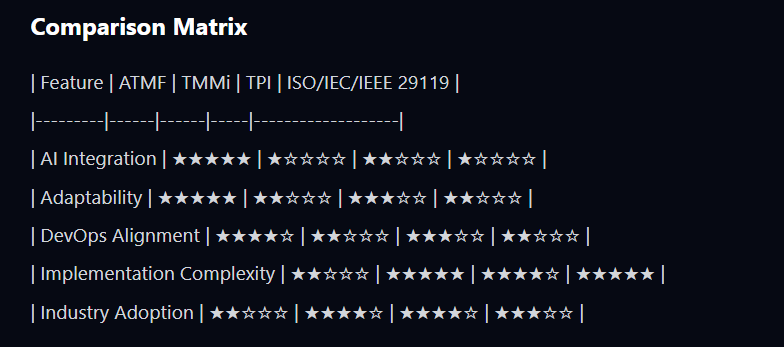 Comparison Matrix
| Feature | ATMF | TMMi | TPI | ISO/IEC/IEEE 29119 |
|---------|------|------|-----|--------------------|
| AI Integration | ★★★★★ | ★☆☆☆☆ | ★★☆☆☆ | ★☆☆☆☆ |
| Adaptability | ★★★★★ | ★★☆☆☆ | ★★★☆☆ | ★★☆☆☆ |
| DevOps Alignment | ★★★★☆ | ★★☆☆☆ | ★★★☆☆ | ★★☆☆☆ |
| Implementation Complexity | ★★☆☆☆ | ★★★★★ | ★★★★☆ | ★★★★★ |
| Industry Adoption | ★★☆☆☆ | ★★★★☆ | ★★★★☆ | ★★★☆☆ |